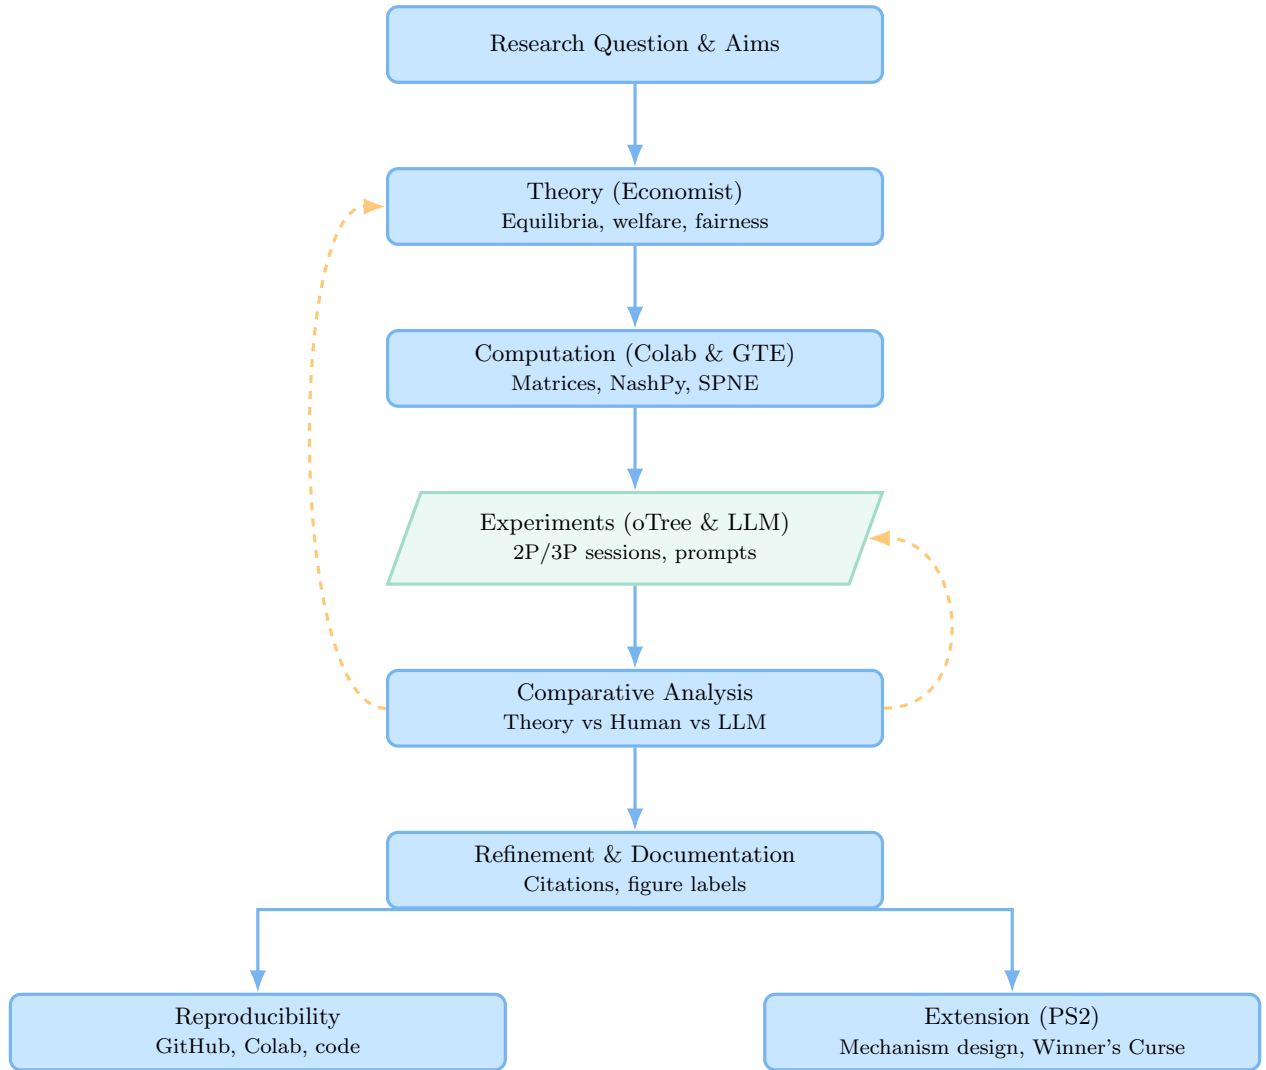 Research Question & Aims
Theory (Economist)
Equilibria, welfare, fairness
Computation (Colab & GTE)
Matrices, NashPy, SPNE
Experiments (oTree & LLM)
2P/3P sessions, prompts
Comparative Analysis
Theory vs Human vs LLM
Refinement & Documentation
Citations, figure labels
Reproducibility
GitHub, Colab, code
Extension (PS2)
Mechanism design, Winner's Curse